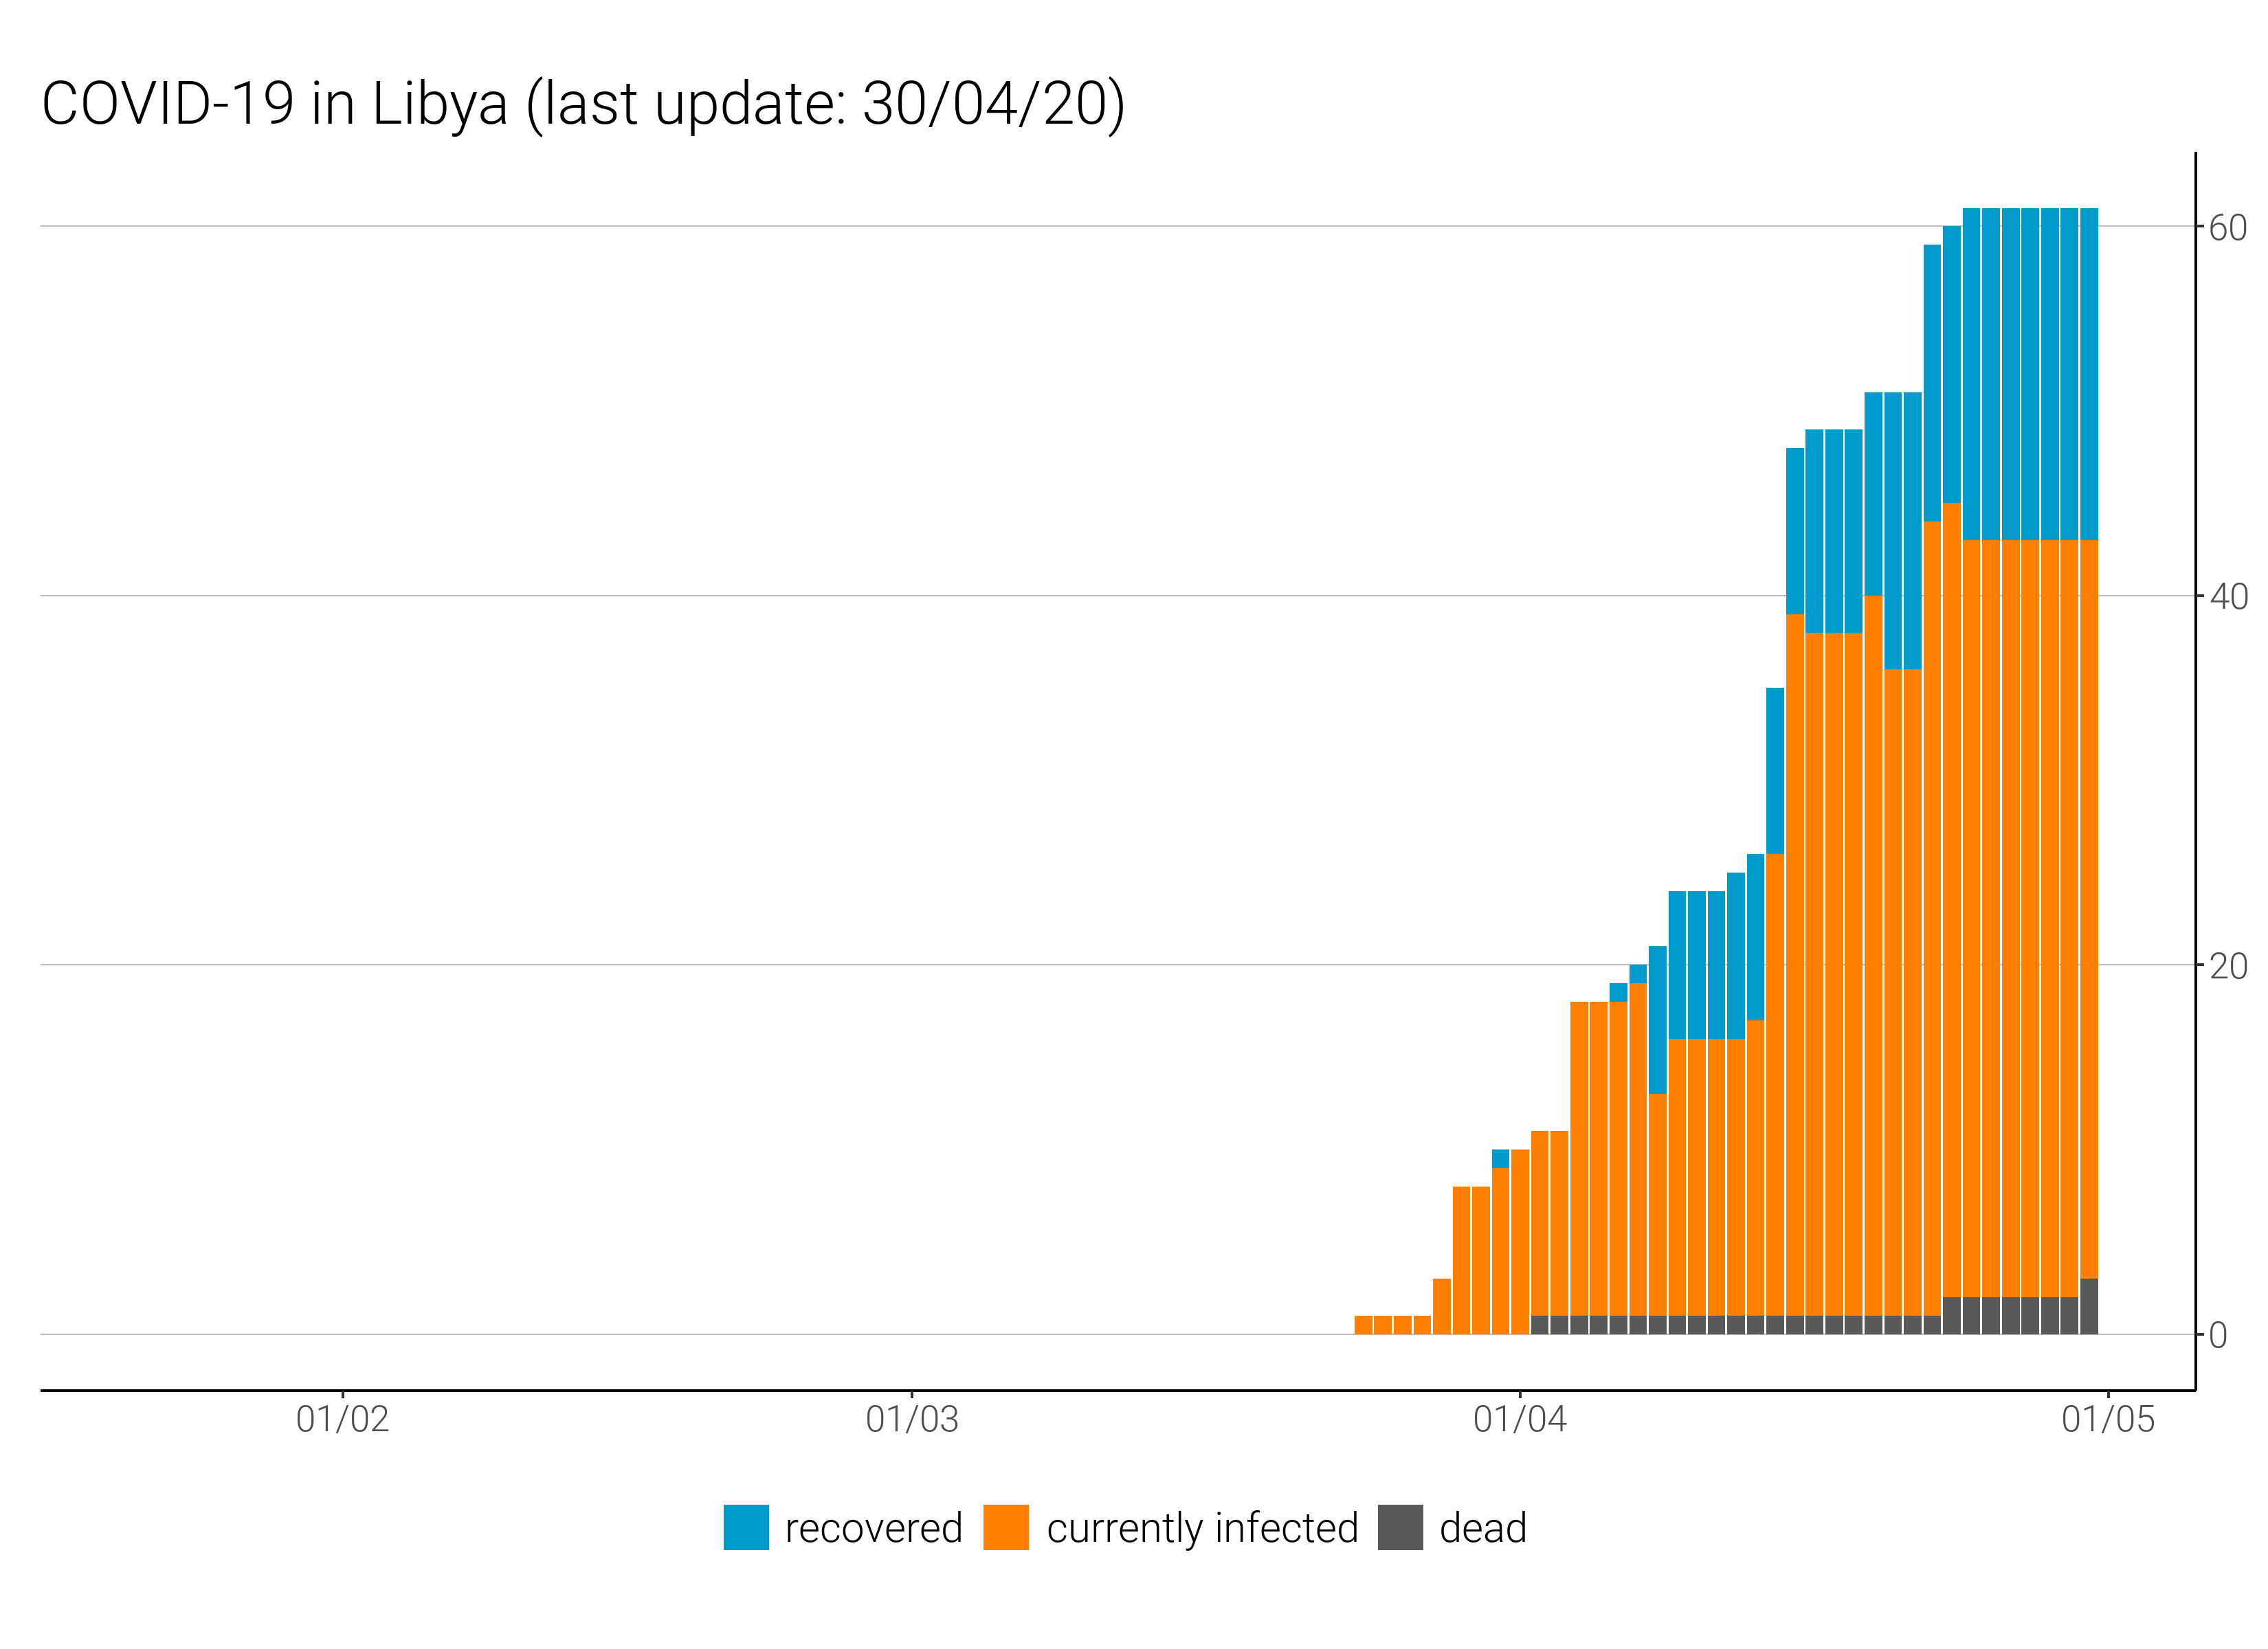 COVID-19 in Libya (last update: 30/04/20)
60
40
20
0
01/02 01/03 01/04 01/05
recovered currently infected dead